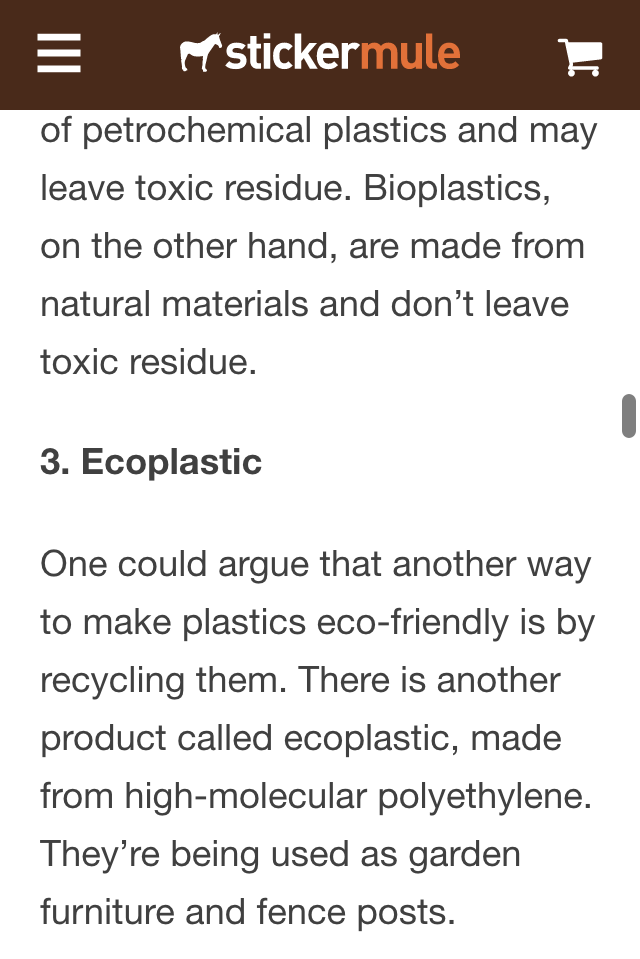 stickermule
of petrochemical plastics and may
leave toxic residue. Bioplastics,
on the other hand, are made from
natural materials and don’t leave
toxic residue.
3. Ecoplastic
One could argue that another way
to make plastics eco-friendly is by
recycling them. There is another
product called ecoplastic, made
from high-molecular polyethylene.
They’re being used as garden
furniture and fence posts.